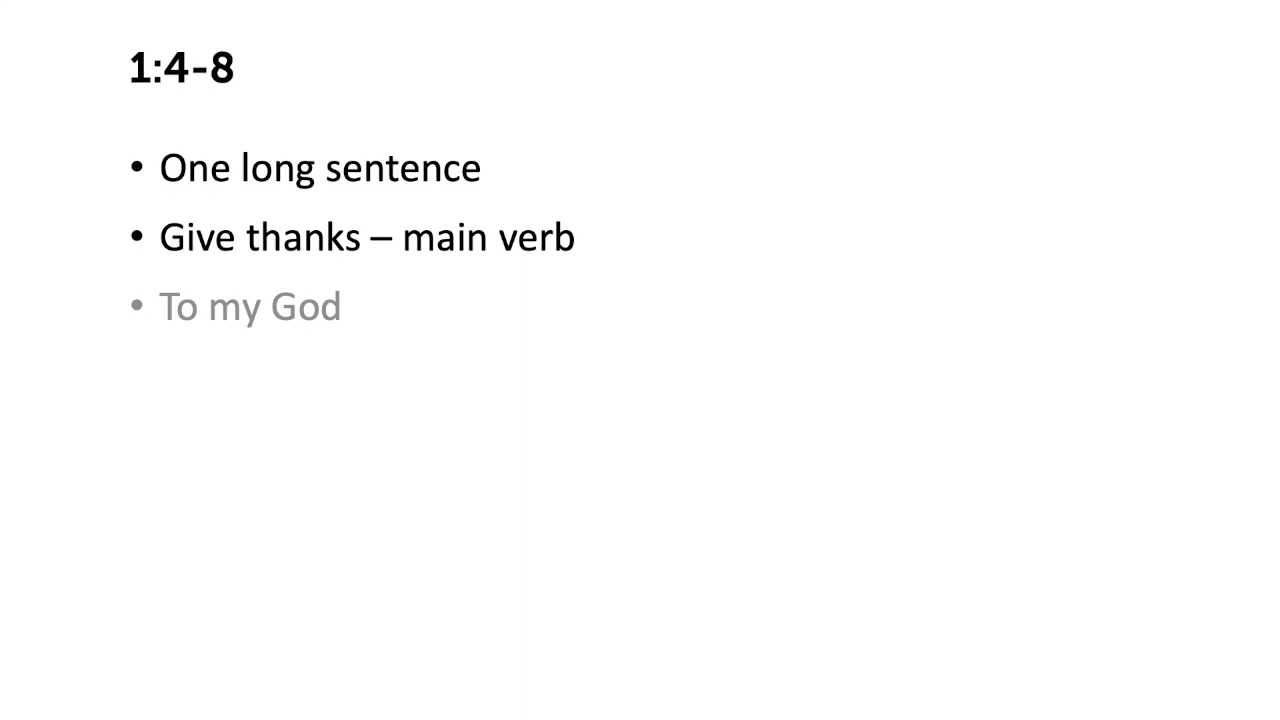 1:4-8
• One long sentence
• Give thanks – main verb
• To my God